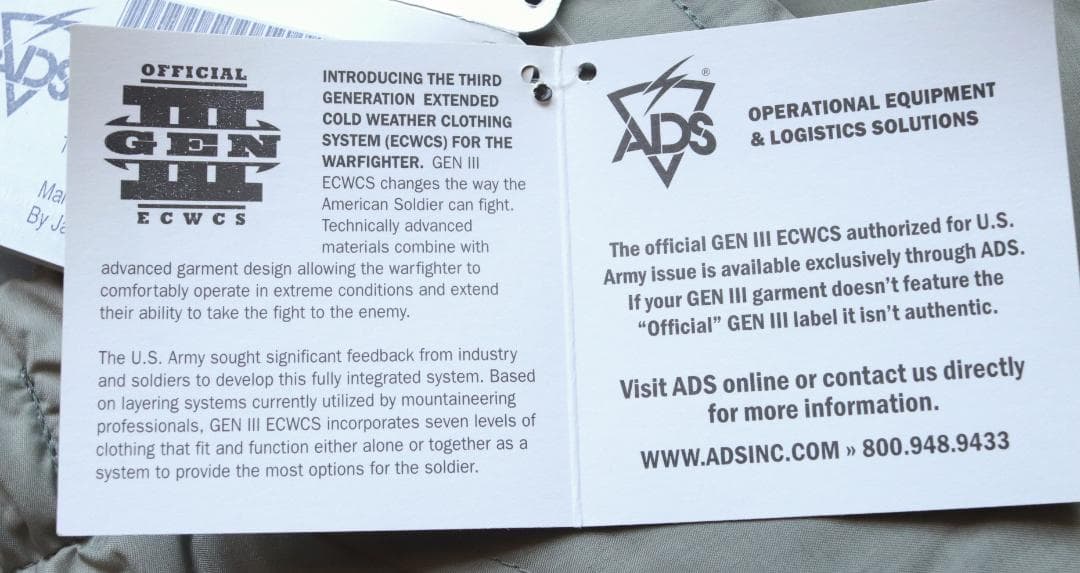 OFFICIAL
III
GEN
III
ECWCS
INTRODUCING THE THIRD
GENERATION EXTENDED
COLD WEATHER CLOTHING
SYSTEM (ECWCS) FOR THE
WARFIGHTER. GEN III
ECWCS changes the way the
American Soldier can fight.
Technically advanced
materials combine with
advanced garment design allowing the warfighter to
comfortably operate in extreme conditions and extend
their ability to take the fight to the enemy.
The U.S. Army sought significant feedback from industry
and soldiers to develop this fully integrated system. Based
on layering systems currently utilized by mountaineering
professionals, GEN III ECWCS incorporates seven levels of
clothing that fit and function either alone or together as a
system to provide the most options for the soldier.
ADS®
OPERATIONAL EQUIPMENT
& LOGISTICS SOLUTIONS
The official GEN III ECWCS authorized for U.S.
Army issue is available exclusively through ADS.
If your GEN III garment doesn't feature the
"Official" GEN III label it isn't authentic.
Visit ADS online or contact us directly
for more information.
WWW.ADSINC.COM » 800.948.9433
ADS
By